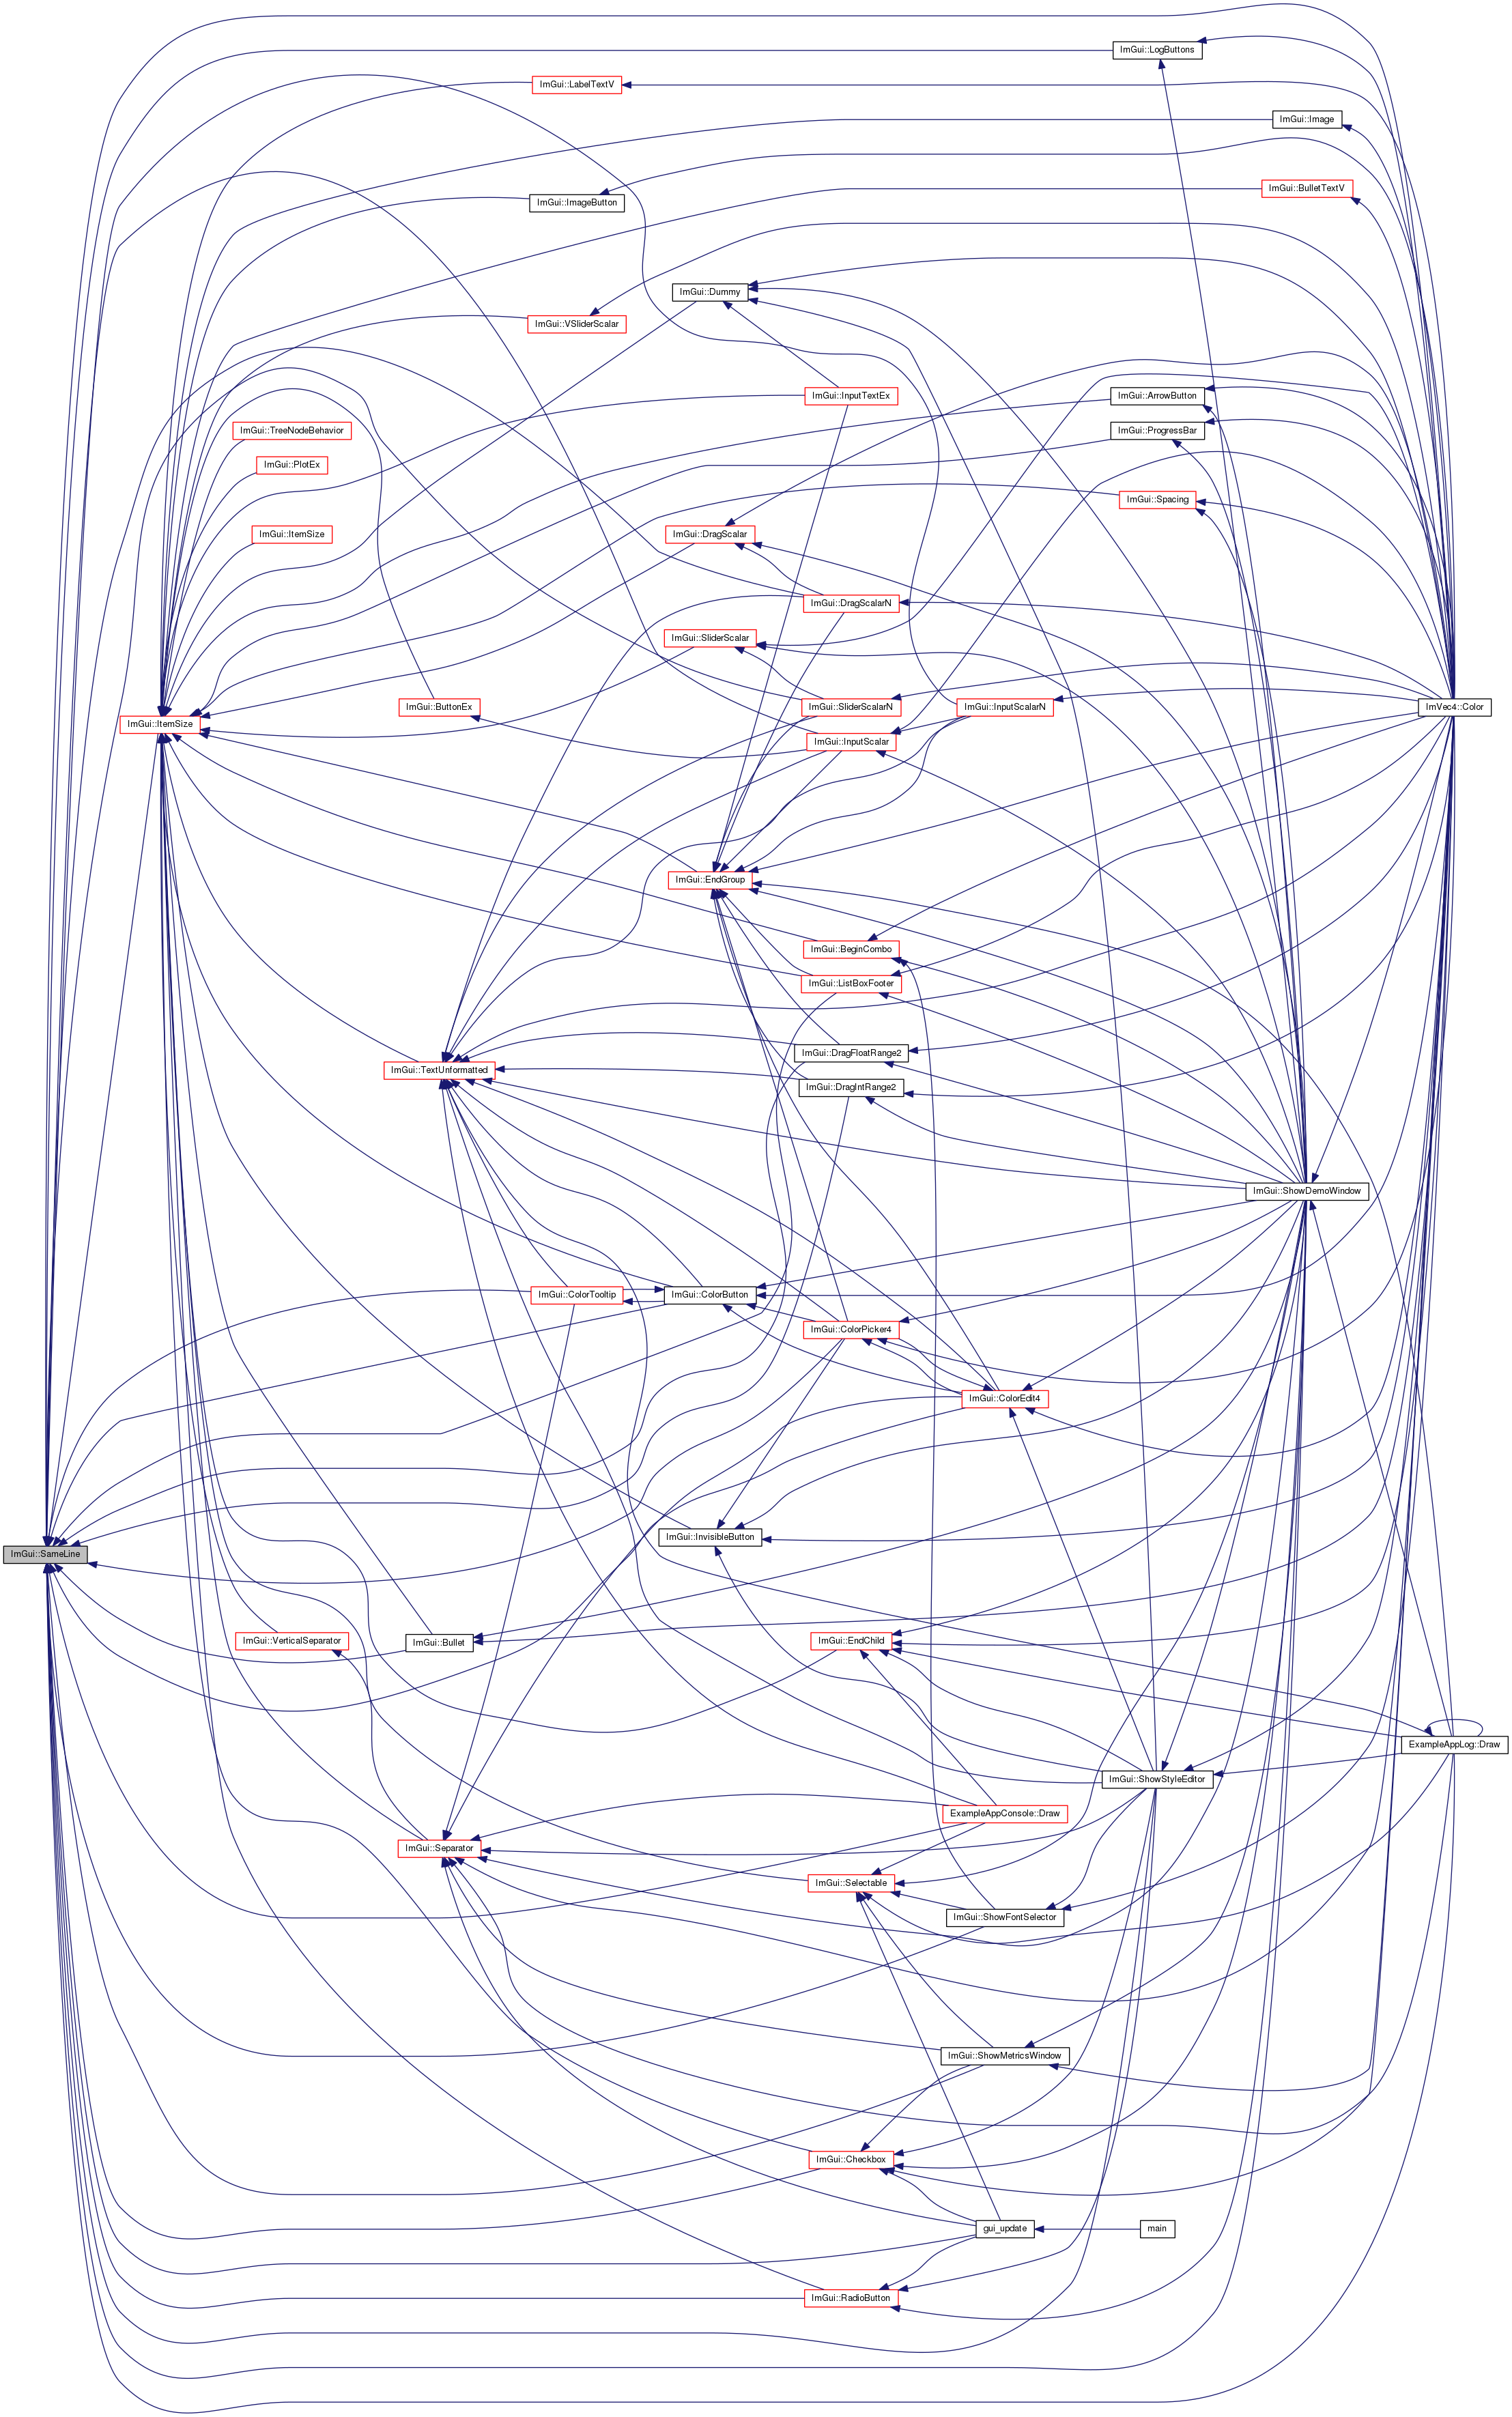 ImGui::LogButtons
ImGui::LabelTextV
ImGui::Image
ImGui::BulletTextV
ImGui::ImageButton
ImGui::Dummy
ImGui::VSliderScalar
ImGui::InputTextEx
ImGui::ArrowButton
ImGui::TreeNodeBehavior
ImGui::ProgressBar
ImGui::PlotEx
ImGui::Spacing
ImGui::ItemSize
ImGui::DragScalar
ImGui::DragScalarN
ImGui::SliderScalar
ImGui::ButtonEx
ImGui::SliderScalarN
ImGui::InputScalarN
ImVec4::Color
ImGui::ItemSize
ImGui::InputScalar
ImGui::EndGroup
ImGui::BeginCombo
ImGui::ListBoxFooter
ImGui::DragFloatRange2
ImGui::TextUnformatted
ImGui::DragIntRange2
ImGui::ShowDemoWindow
ImGui::ColorTooltip
ImGui::ColorButton
ImGui::ColorPicker4
ImGui::ColorEdit4
ImGui::InvisibleButton
ImGui::SameLine
ImGui::VerticalSeparator
ImGui::Bullet
ImGui::EndChild
ExampleAppLog::Draw
ImGui::ShowStyleEditor
ExampleAppConsole::Draw
ImGui::Separator
ImGui::Selectable
ImGui::ShowFontSelector
ImGui::ShowMetricsWindow
ImGui::Checkbox
gui_update
main
ImGui::RadioButton